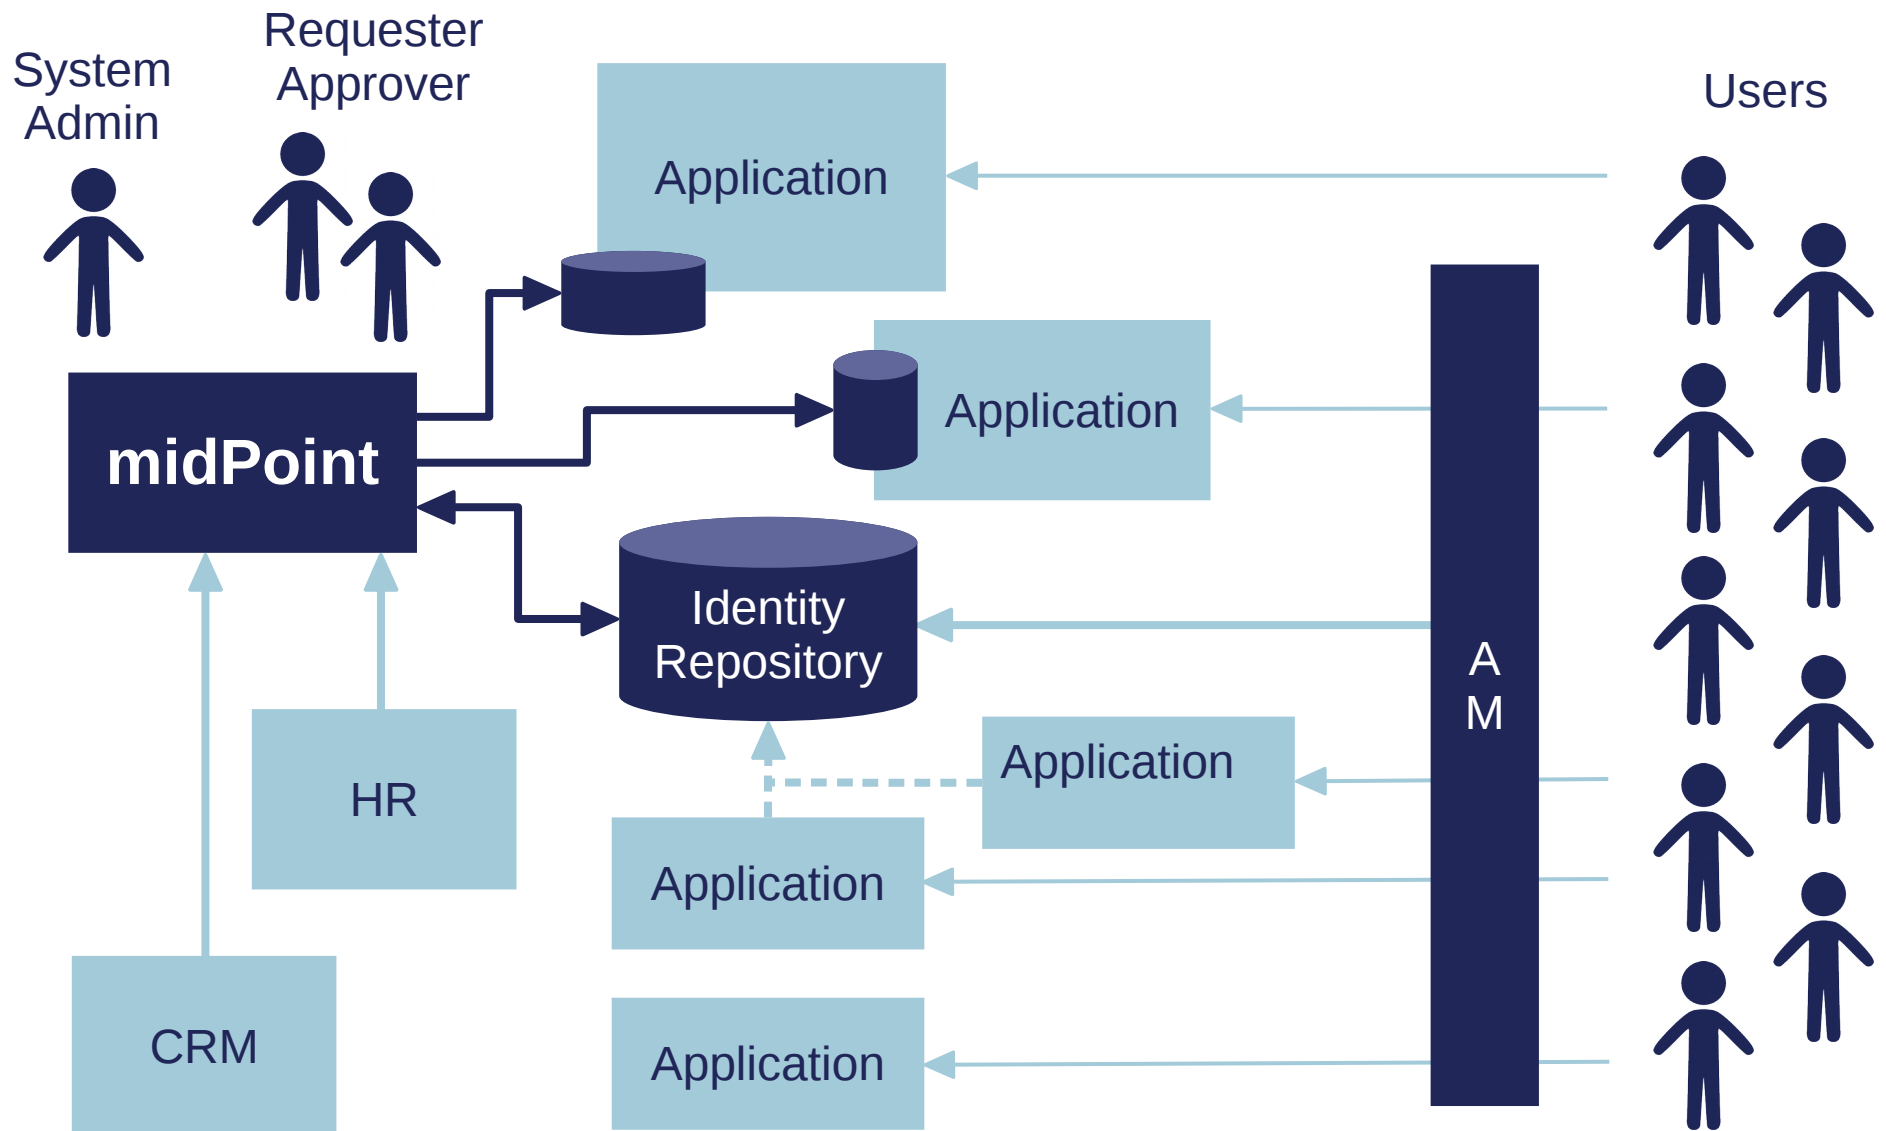 System
Admin
Requester
Approver
Users
Application
Application
midPoint
Identity
Repository
A
M
Application
HR
Application
CRM
Application